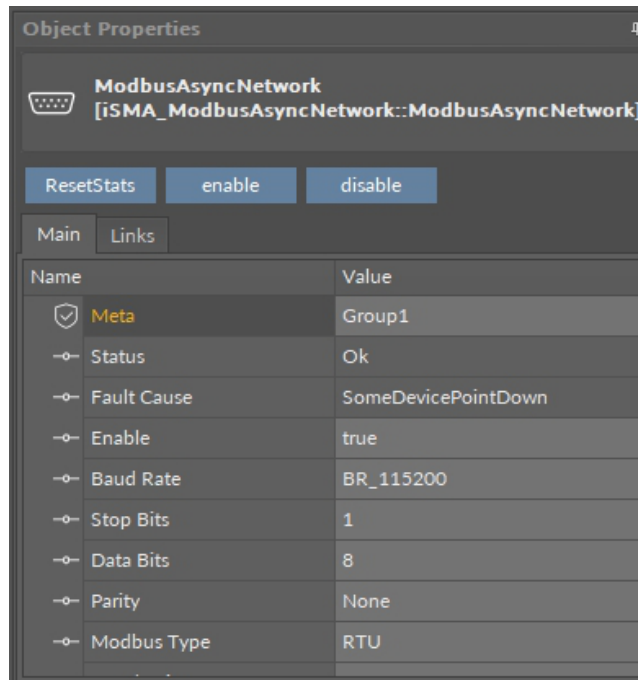 Object Properties
ModbusAsyncNetwork
[iSMA_ModbusAsyncNetwork::ModbusAsyncNetwork]
ResetStats enable disable
Main Links
Name Value
Meta Group1
Status Ok
Fault Cause SomeDevicePointDown
Enable true
Baud Rate BR_115200
Stop Bits 1
Data Bits 8
Parity None
Modbus Type RTU